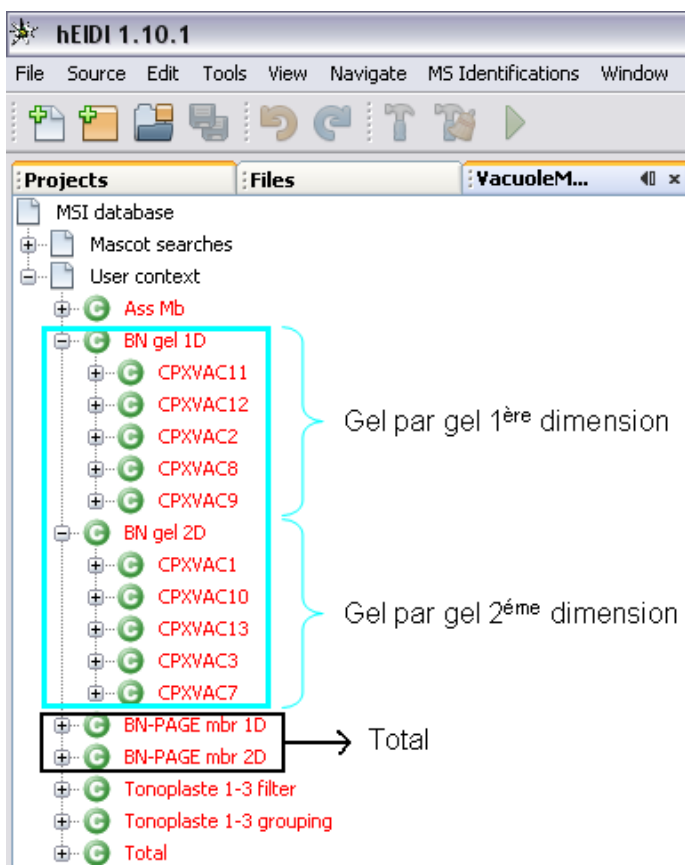 hEIDI 1.10.1
File Source Edit Tools View Navigate MS Identifications Window
Projects Files VacuoleM...
MSI database
Mascot searches
User context
Ass Mb
BN gel 1D
CPXVAC11
CPXVAC12
CPXVAC2
CPXVAC8
CPXVAC9
Gel par gel 1ère dimension
BN gel 2D
CPXVAC1
CPXVAC10
CPXVAC13
CPXVAC3
CPXVAC7
Gel par gel 2éme dimension
BN-PAGE mbr 1D
BN-PAGE mbr 2D
Total
Tonoplaste 1-3 filter
Tonoplaste 1-3 grouping
Total